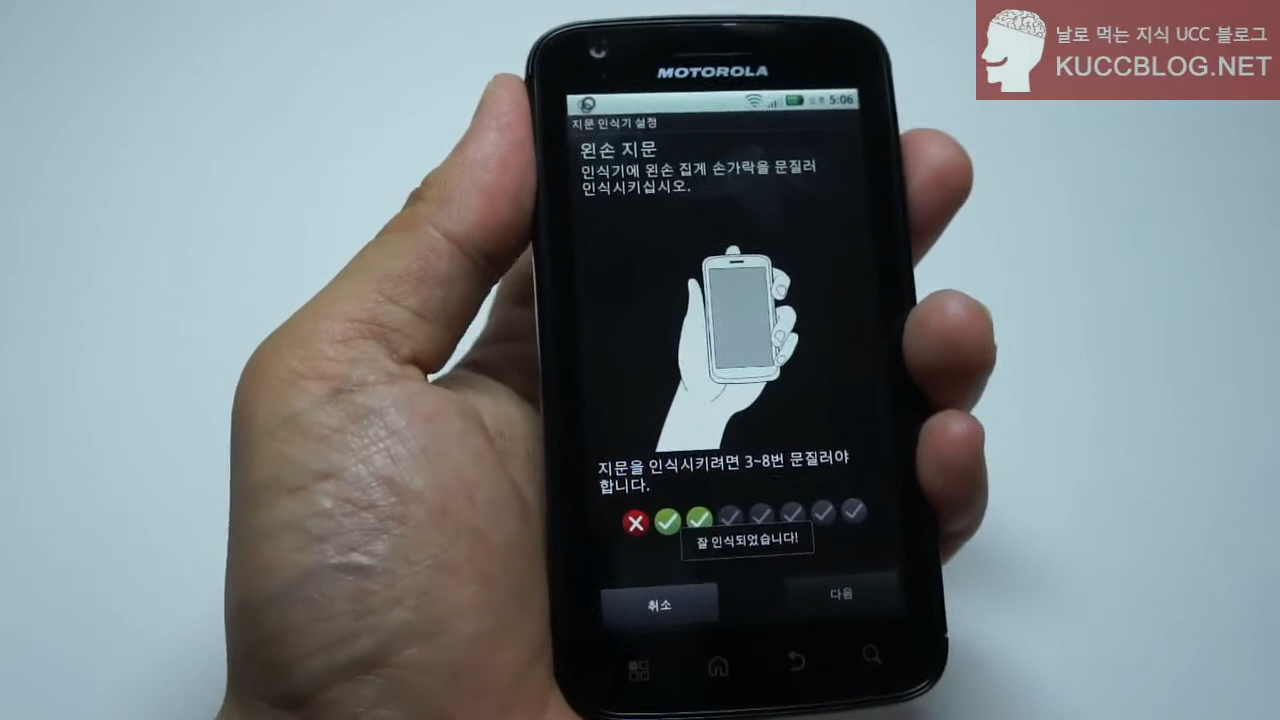 날로 먹는 지식 UCC 블로그
KUCCBLOG.NET
MOTOROLA
오후 5:06
지문 인식기 설정
왼손 지문
인식기에 왼손 집게 손가락을 문질러
인식시키십시오.
지문을 인식시키려면 3~8번 문질러야
합니다.
잘 인식되었습니다!
취소
다음